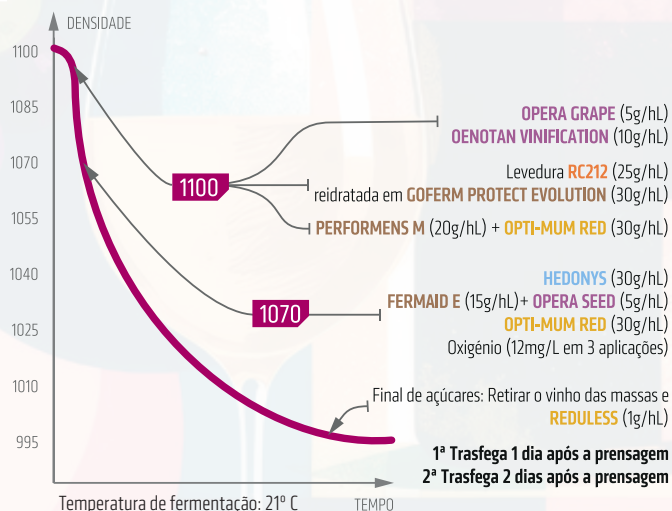 DENSIDADE
1100
1085
1070
1055
1040
1025
1010
995
1100
OPERA GRAPE (5g/hL)
OENOTAN VINIFICATION (10g/hL)
Levedura RC212 (25g/hL)
reidratada em GOFERM PROTECT EVOLUTION (30g/hL)
PERFORMENS M (20g/hL) + OPTI-MUM RED (30g/hL)
1070
HEDONYS (30g/hL)
FERMAID E (15g/hL)+ OPERA SEED (5g/hL)
OPTI-MUM RED (30g/hL)
Oxigénio (12mg/L em 3 aplicações)
Final de açúcares: Retirar o vinho das massas e
REDULESS (1g/hL)
1ª Trasfega 1 dia após a prensagem
2ª Trasfega 2 dias após a prensagem
Temperatura de fermentação: 21º C
TEMPO